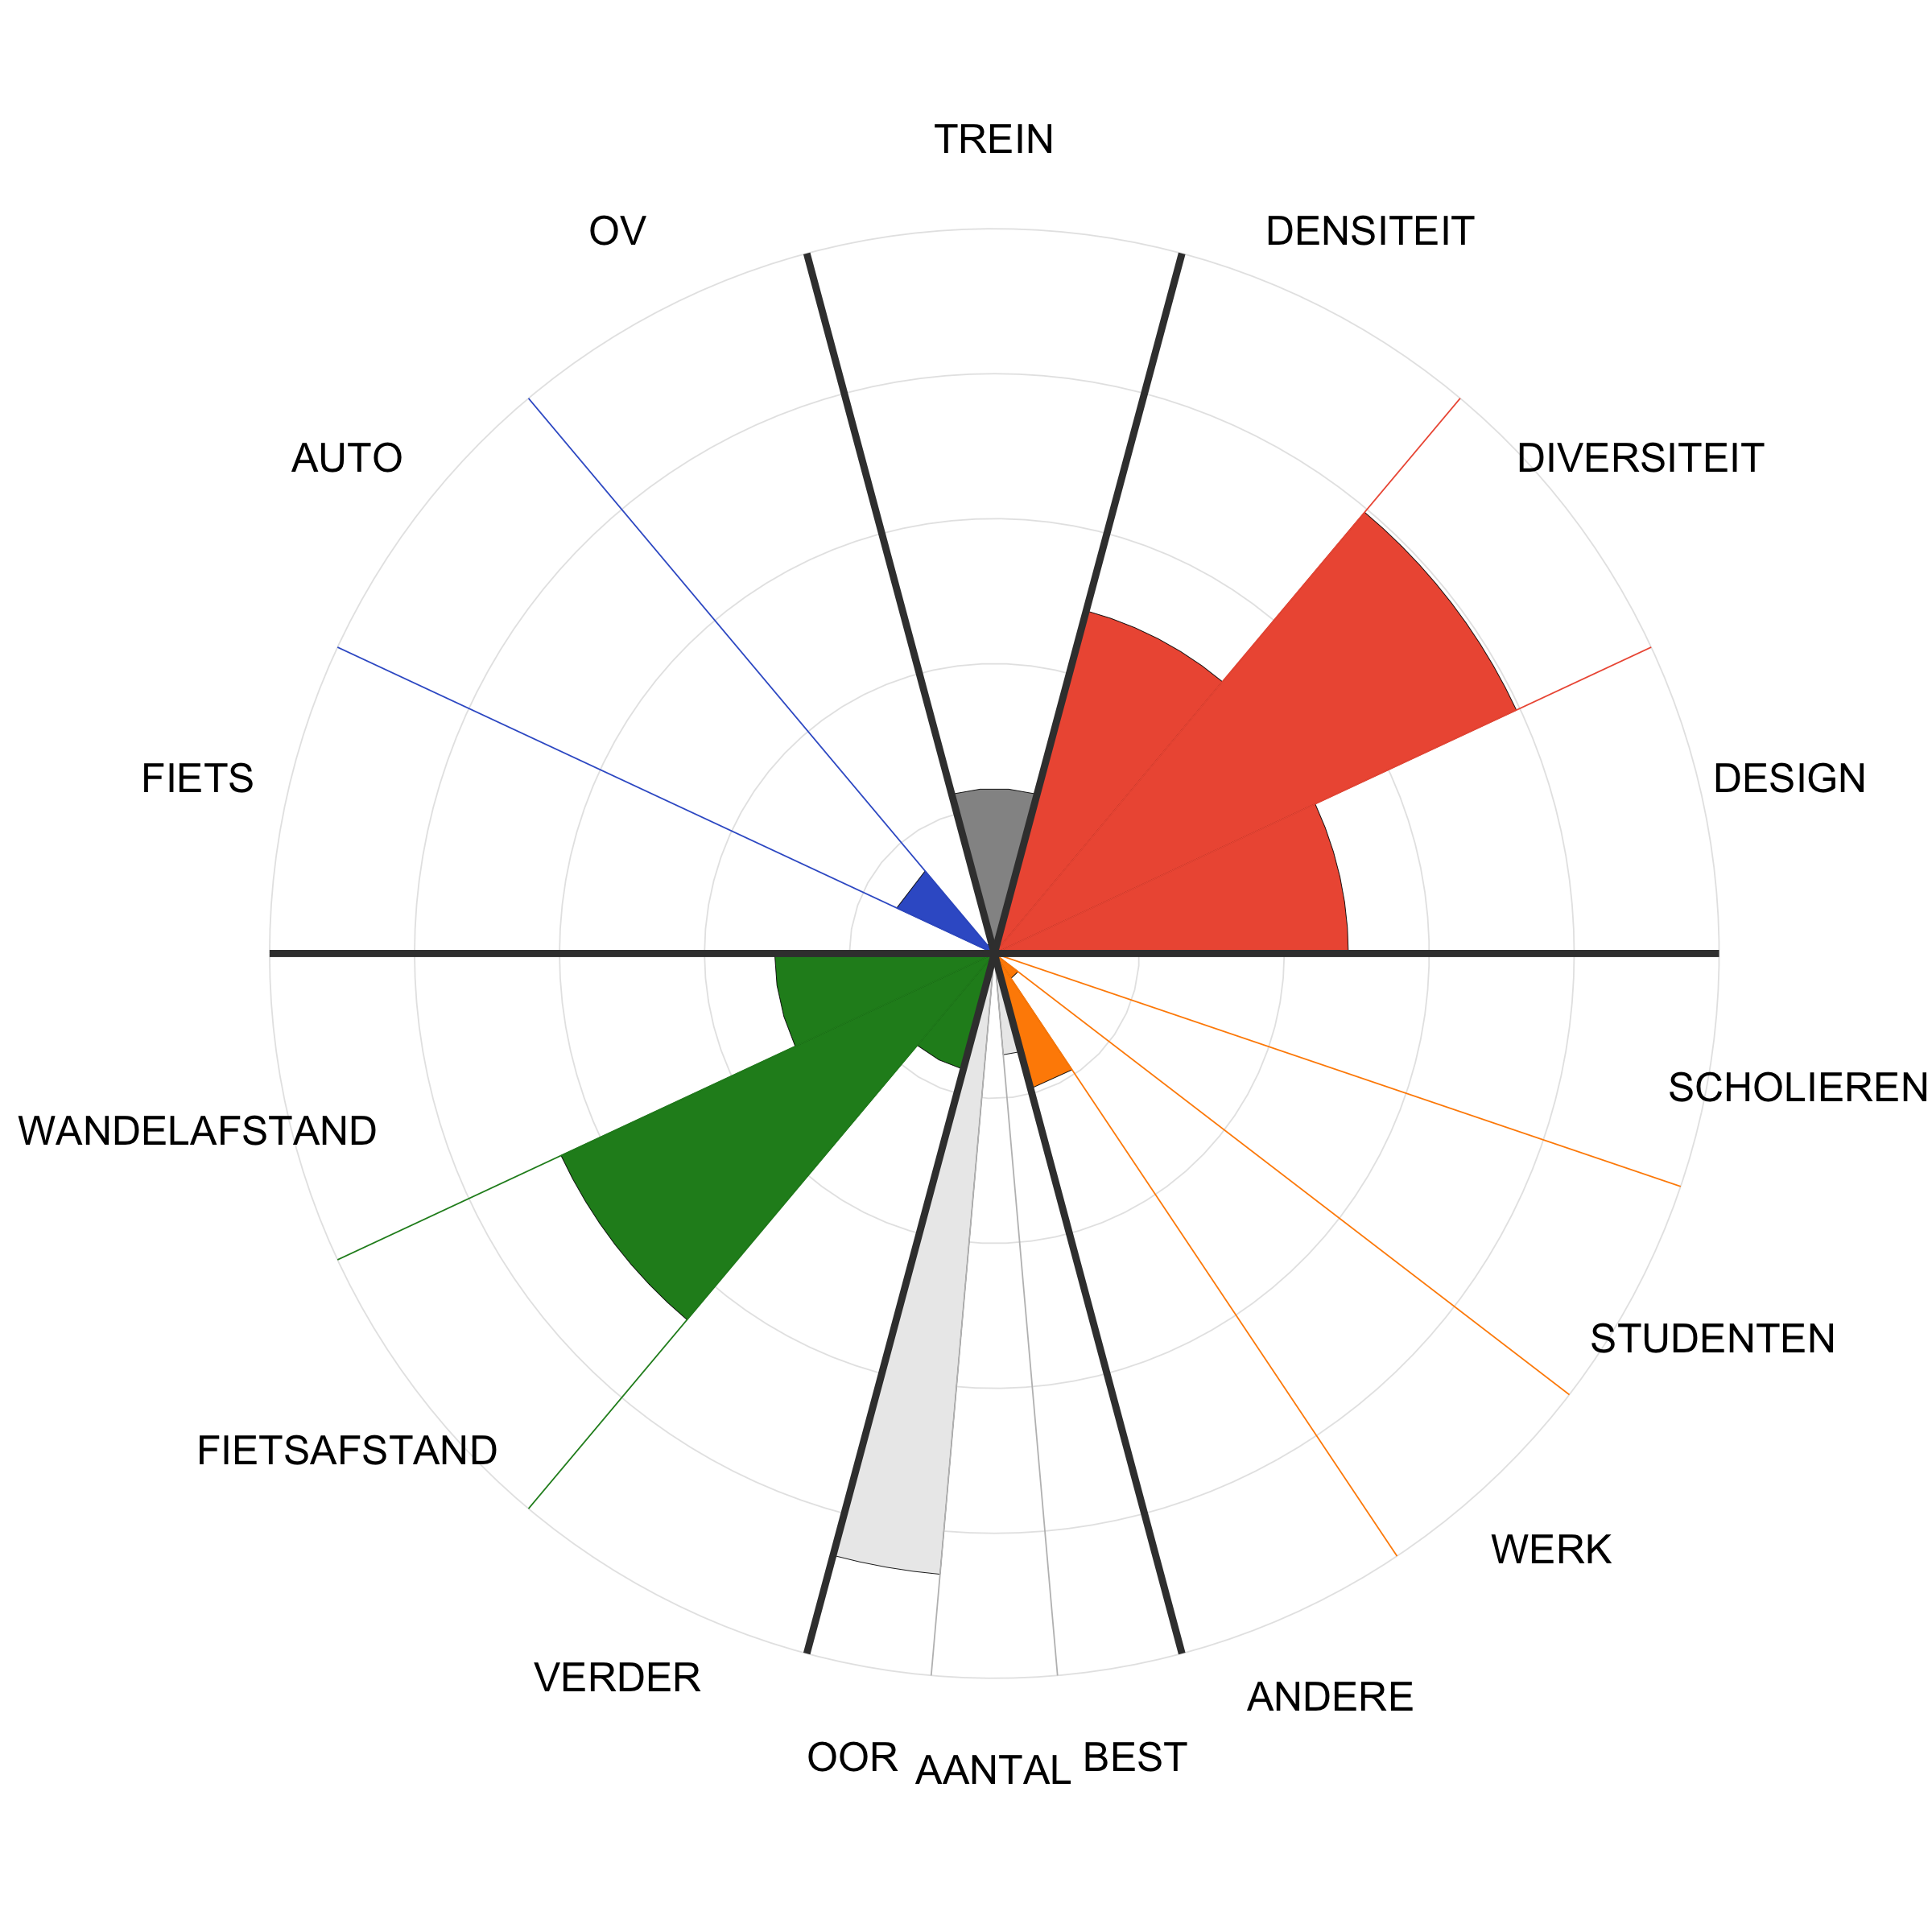 TREIN
OV
DENSITEIT
AUTO
DIVERSITEIT
FIETS
DESIGN
SCHOLIEREN
WANDELAFSTAND
STUDENTEN
FIETSAFSTAND
WERK
VERDER
ANDERE
OOR
AANTAL
BEST